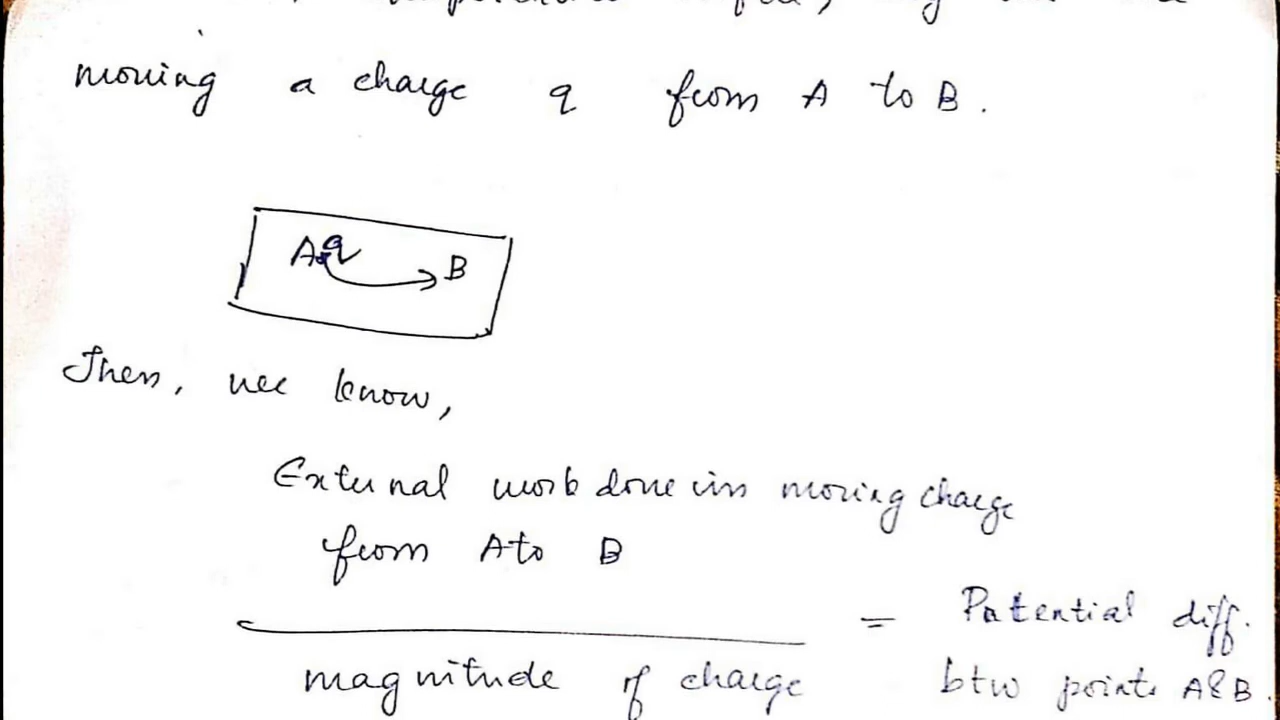 moving a charge q from A to B.
A q B
Then, we know,
External work done in moving charge
from A to B
= Potential diff.
magnitude of charge btw points A & B.